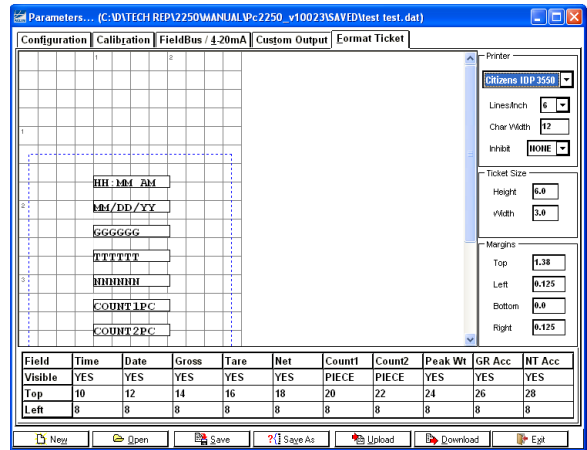 Parameters... (C:\D\TECH REP\2250\WMANUAL\Pc2250_v10023\SAVED\test test.dat)
Configuration Calibration FieldBus / 4-20mA Custom Output Format Ticket
1 2
1
HH:MM AM
2
MM/DD/YY
GGGGGG
TTTTTT
3
NNNNNN
COUNT1PC
COUNT2PC
Printer
Citizens IDP 3550
Lines/Inch 6
Char Width 12
Inhibit NONE
Ticket Size
Height 6.0
Width 3.0
Margins
Top 1.38
Left 0.125
Bottom 0.0
Right 0.125
Field Time Date Gross Tare Net Count1 Count2 Peak Wt GR Acc NT Acc
Visible YES YES YES YES YES PIECE PIECE YES YES YES
Top 10 12 14 16 18 20 22 24 26 28
Left 8 8 8 8 8 8 8 8 8 8
New Open Save Save As Upload Download Exit